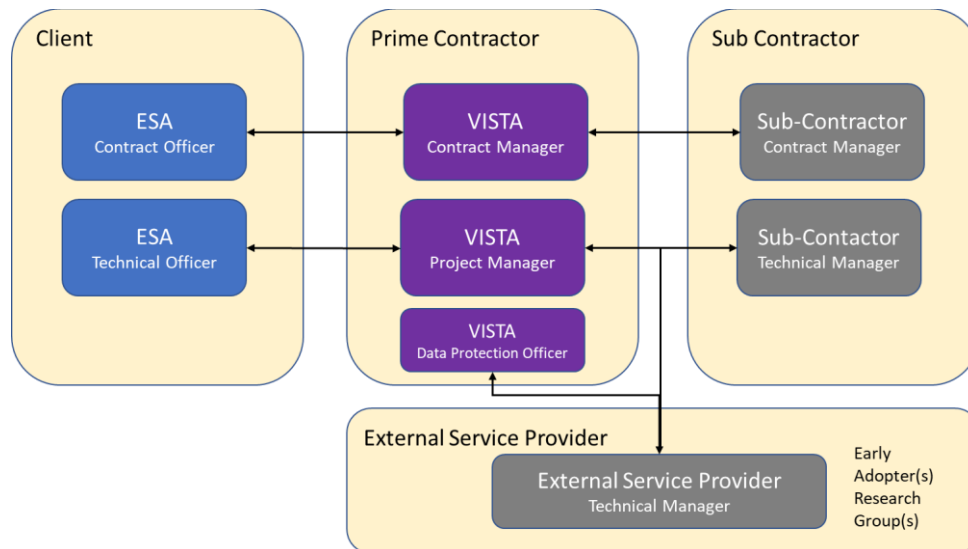 Client
Prime Contractor
Sub Contractor
ESA
Contract Officer
VISTA
Contract Manager
Sub-Contractor
Contract Manager
ESA
Technical Officer
VISTA
Project Manager
Sub-Contactor
Technical Manager
VISTA
Data Protection Officer
External Service Provider
External Service Provider
Technical Manager
Early
Adopter(s)
Research
Group(s)